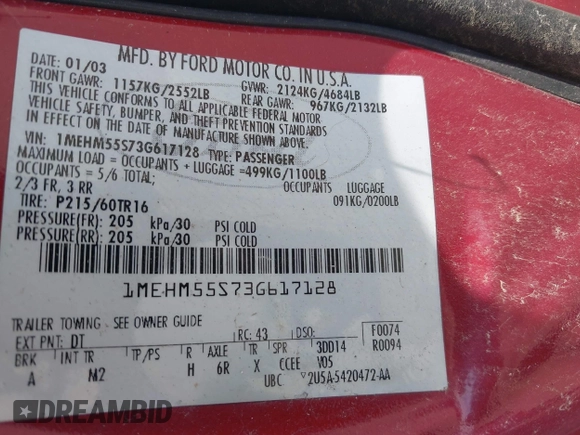 MFD. BY FORD MOTOR CO. IN U.S.A.
DATE: 01/03 GVWR: 2124KG/4684LB
FRONT GAWR: 1157KG/2552LB REAR GAWR: 967KG/2132LB
THIS VEHICLE CONFORMS TO ALL APPLICABLE FEDERAL MOTOR
VEHICLE SAFETY, BUMPER, AND THEFT PREVENTION STANDARDS
IN EFFECT ON THE DATE OF MANUFACTURE SHOWN ABOVE.
VIN: 1MEHM55S73G617128 TYPE: PASSENGER
MAXIMUM LOAD = OCCUPANTS + LUGGAGE =499KG/1100LB
OCCUPANTS = 5/6 TOTAL; OCCUPANTS LUGGAGE
2/3 FR, 3 RR 091KG/0200LB
TIRE: P215/60TR16
PRESSURE(FR) 205 kPa/30 PSI COLD
PRESSURE(RR) 205 kPa/30 PSI COLD
1MEHM55S73G617128
TRAILER TOWING - SEE OWNER GUIDE
EXT PNT: DT RC: 43 DSO: F0074
BRK INT TR TP/PS R AXLE TR SPR 3DD14 R0094
A M2 H 6R X CCEE V05
UBC 2U5A-5420472-AA
DREAMBID